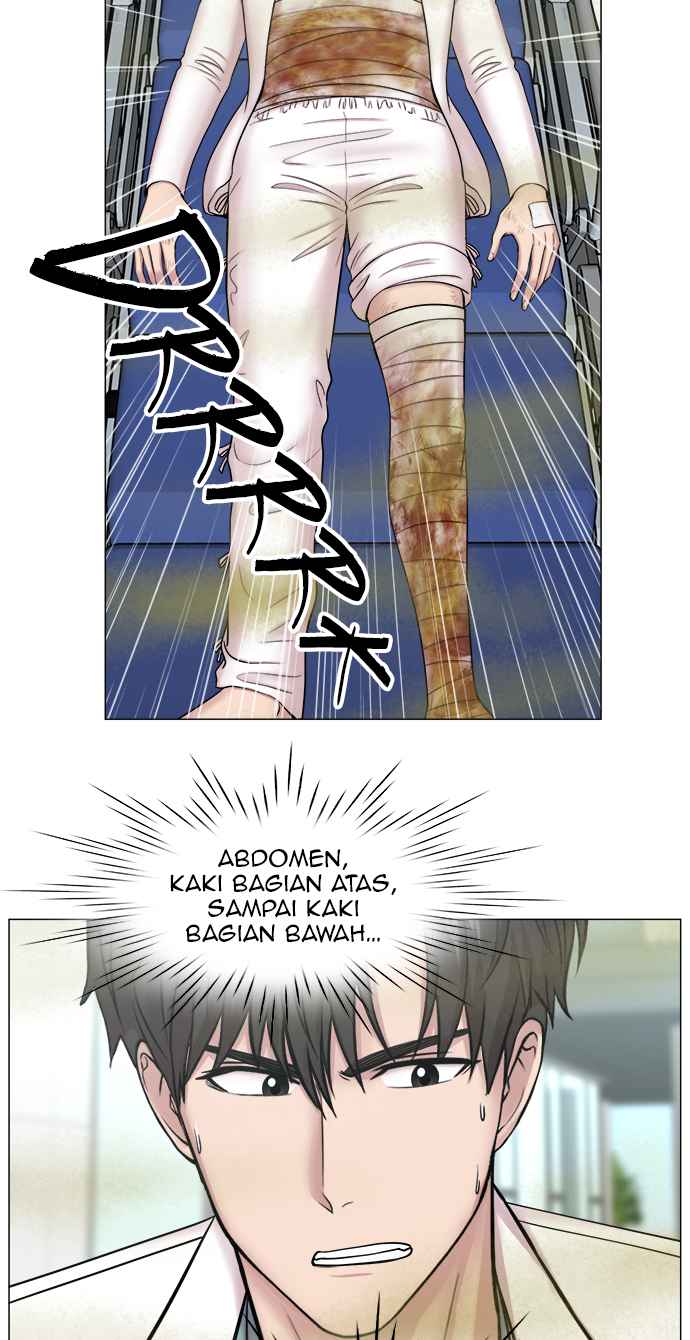 DRRRRK
ABDOMEN,
KAKI BAGIAN ATAS,
SAMPAI KAKI
BAGIAN BAWAH...